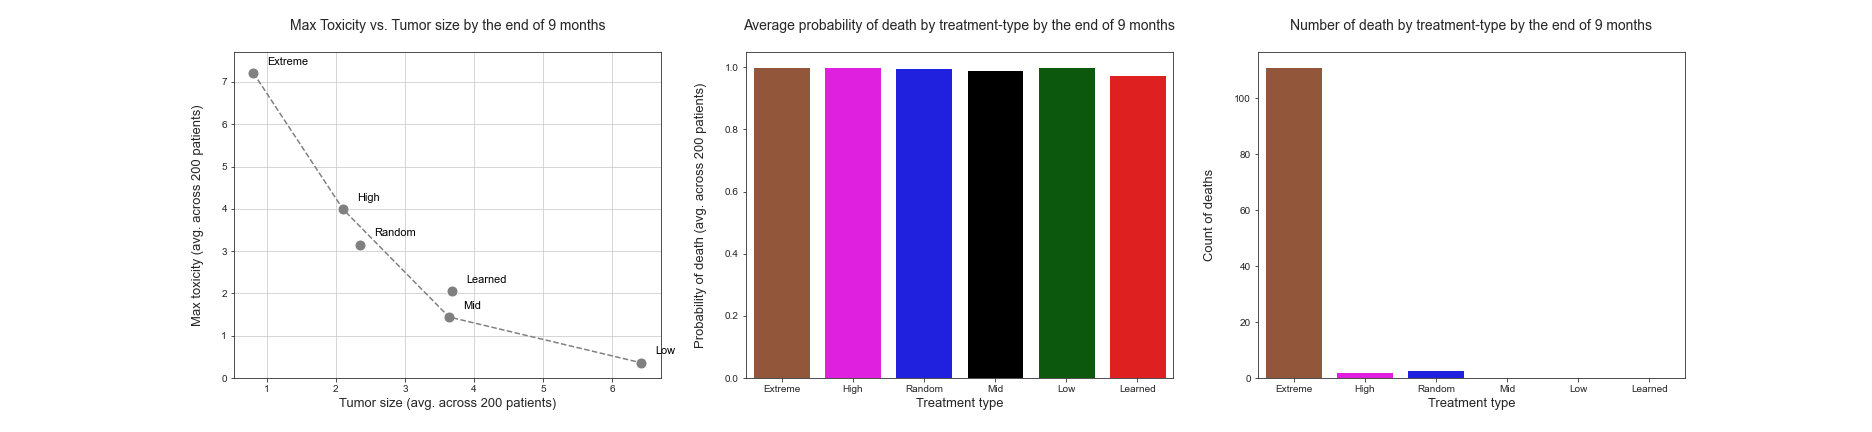 Max Toxicity vs. Tumor size by the end of 9 months
Max toxicity (avg. across 200 patients)
7
6
5
4
3
2
1
0
Extreme
High
Random
Learned
Mid
Low
1 2 3 4 5 6
Tumor size (avg. across 200 patients)
Average probability of death by treatment-type by the end of 9 months
Probability of death (avg. across 200 patients)
1.0
0.8
0.6
0.4
0.2
0.0
Extreme High Random Mid Low Learned
Treatment type
Number of death by treatment-type by the end of 9 months
Count of deaths
100
80
60
40
20
0
Extreme High Random Mid Low Learned
Treatment type